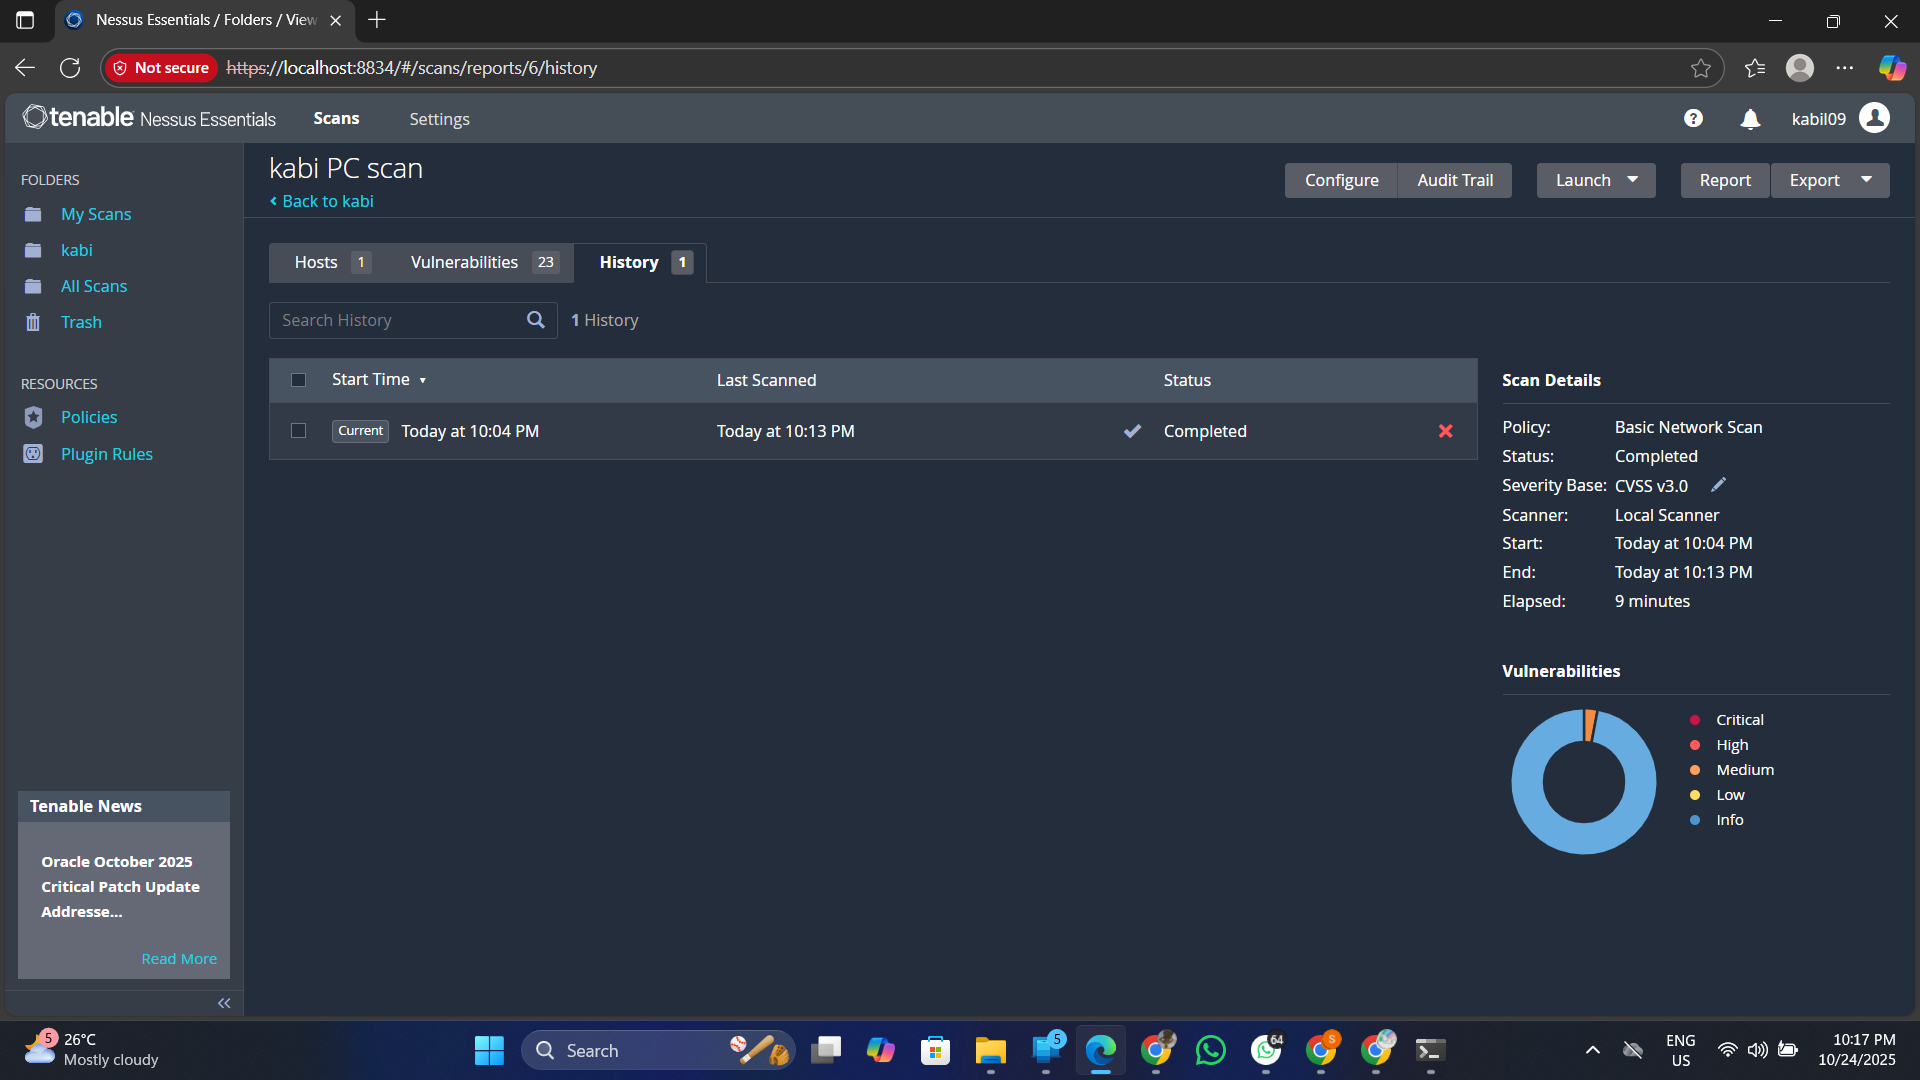 Nessus Essentials / Folders / View
Not secure
https://localhost:8834/#/scans/reports/6/history
tenable Nessus Essentials
Scans
Settings
?
kabil09
FOLDERS
My Scans
kabi
All Scans
Trash
RESOURCES
Policies
Plugin Rules
kabi PC scan
Back to kabi
Configure
Audit Trail
Launch
Report
Export
Hosts 1
Vulnerabilities 23
History 1
Search History
1 History
Start Time
Last Scanned
Status
Current
Today at 10:04 PM
Today at 10:13 PM
Completed
Scan Details
Policy: Basic Network Scan
Status: Completed
Severity Base: CVSS v3.0
Scanner: Local Scanner
Start: Today at 10:04 PM
End: Today at 10:13 PM
Elapsed: 9 minutes
Vulnerabilities
Critical
High
Medium
Low
Info
Tenable News
Oracle October 2025
Critical Patch Update
Addresse...
Read More
5
26°C
Mostly cloudy
Search
5
64
S
ENG
US
10:17 PM
10/24/2025